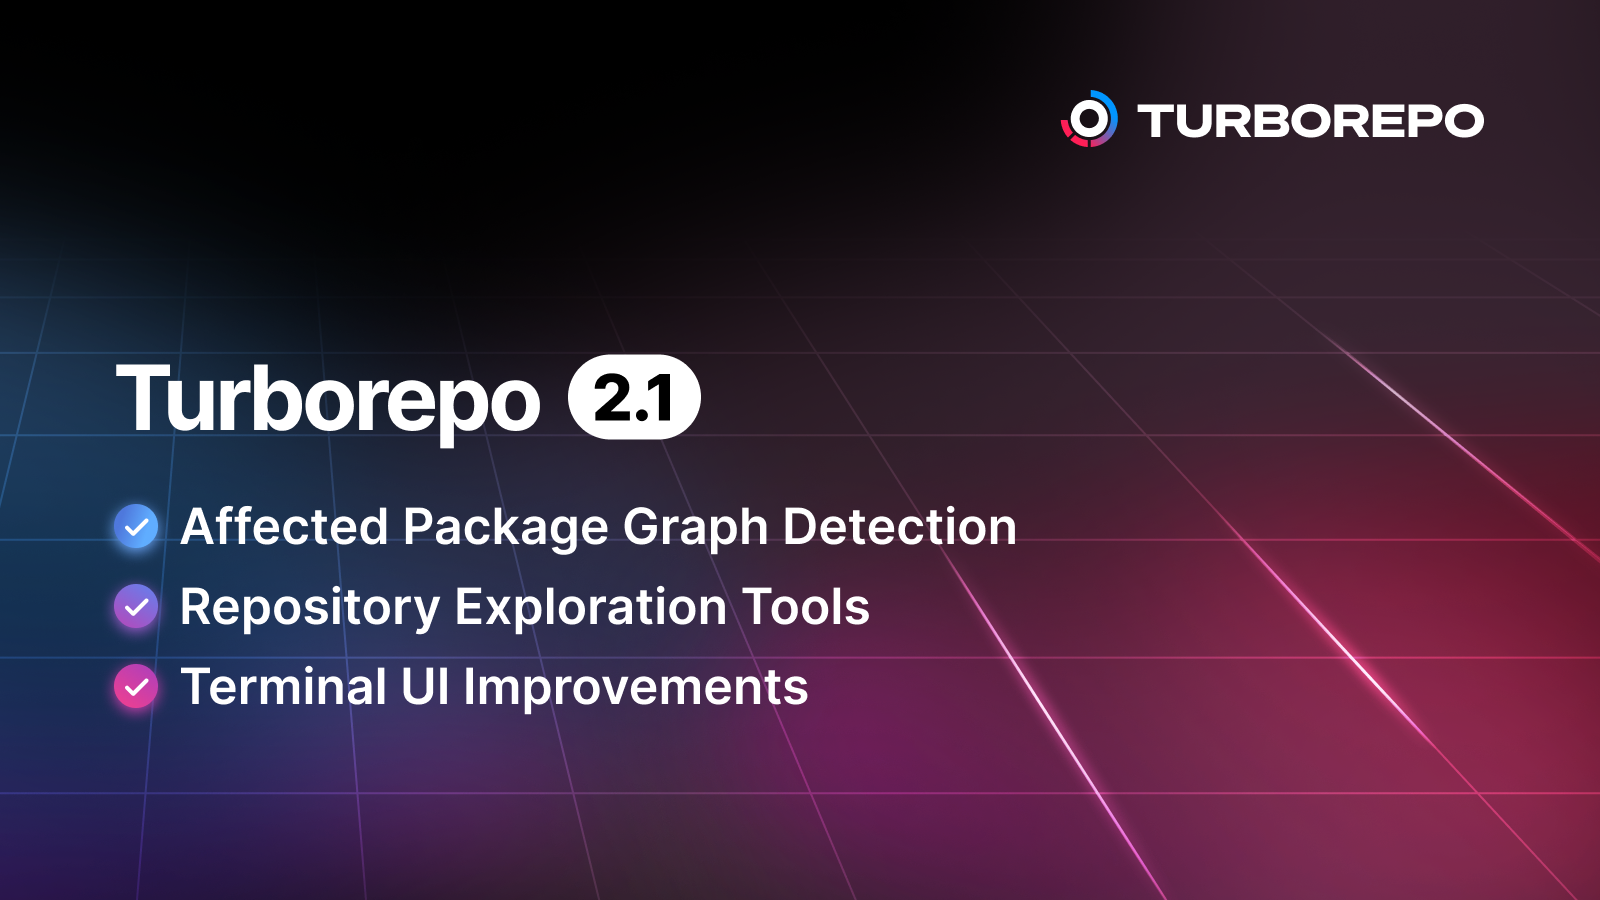 TURBOREPO
Turborepo 2.1
Affected Package Graph Detection
Repository Exploration Tools
Terminal UI Improvements